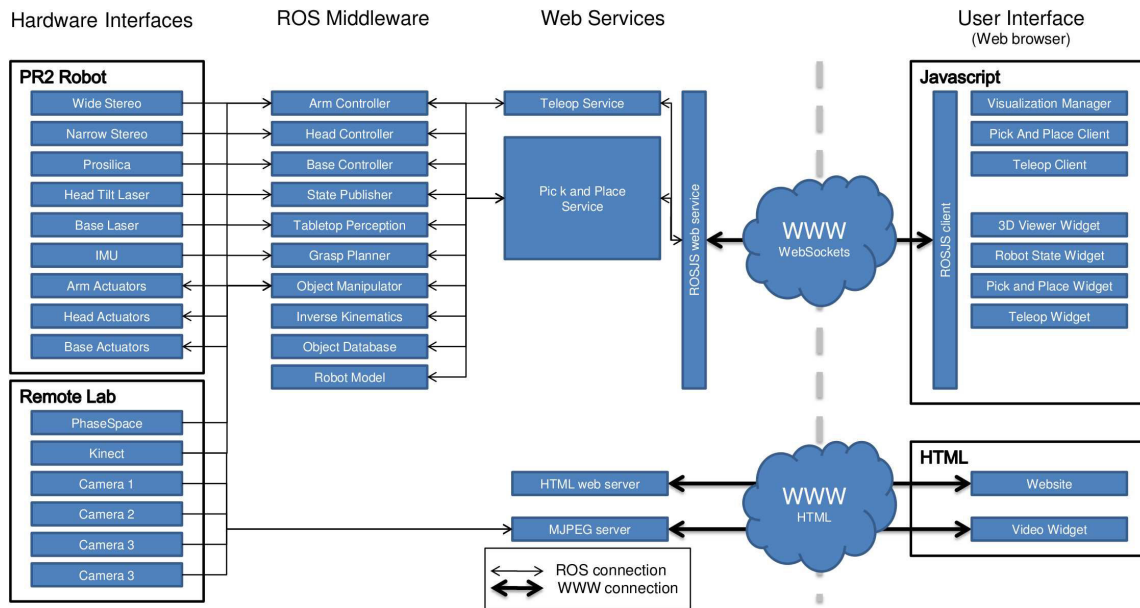 Hardware Interfaces
ROS Middleware
Web Services
User Interface
(Web browser)
PR2 Robot
Wide Stereo
Narrow Stereo
Prosilica
Head Tilt Laser
Base Laser
IMU
Arm Actuators
Head Actuators
Base Actuators
Remote Lab
PhaseSpace
Kinect
Camera 1
Camera 2
Camera 3
Camera 3
Arm Controller
Head Controller
Base Controller
State Publisher
Tabletop Perception
Grasp Planner
Object Manipulator
Inverse Kinematics
Object Database
Robot Model
Teleop Service
Pic k and Place
Service
ROSJS web service
HTML web server
MJPEG server
ROS connection
WWW connection
WWW
WebSockets
WWW
HTML
Javascript
ROSJS client
Visualization Manager
Pick And Place Client
Teleop Client
3D Viewer Widget
Robot State Widget
Pick and Place Widget
Teleop Widget
HTML
Website
Video Widget